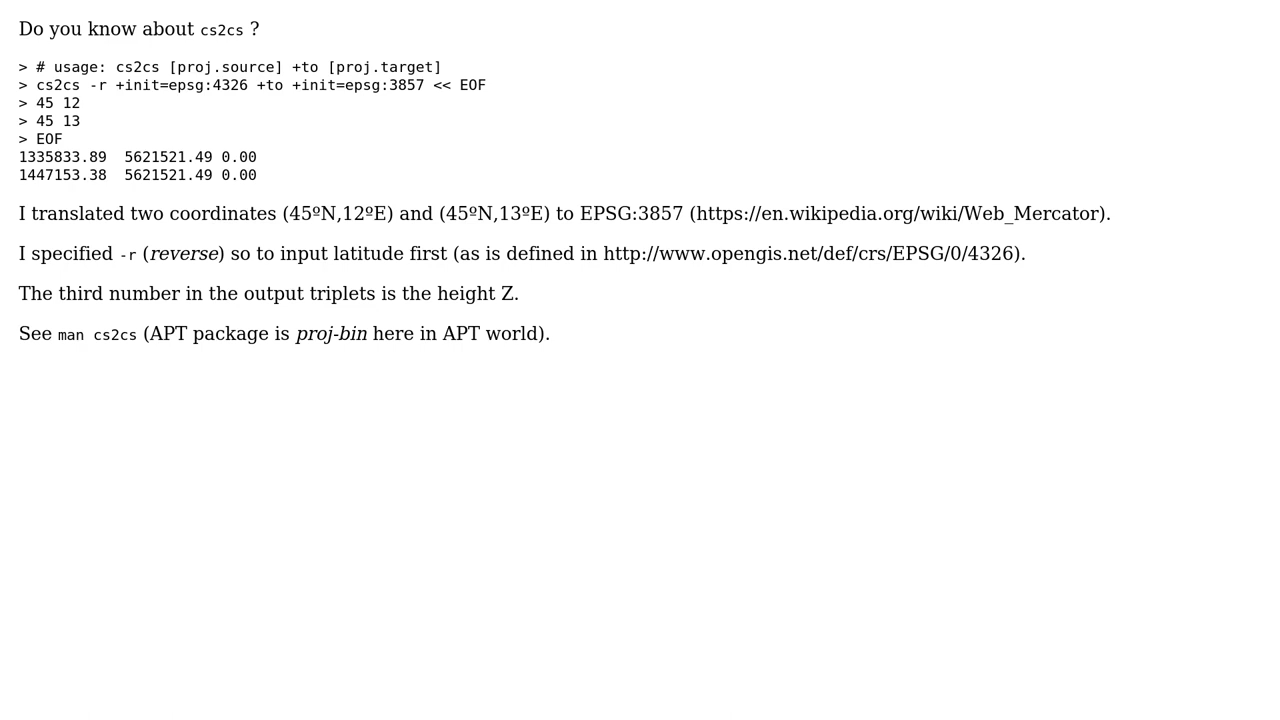 Do you know about cs2cs ?
> # usage: cs2cs [proj.source] +to [proj.target]
> cs2cs -r +init=epsg:4326 +to +init=epsg:3857 << EOF
> 45 12
> 45 13
> EOF
1335833.89  5621521.49 0.00
1447153.38  5621521.49 0.00
I translated two coordinates (45ºN,12ºE) and (45ºN,13ºE) to EPSG:3857 (https://en.wikipedia.org/wiki/Web_Mercator).
I specified -r (reverse) so to input latitude first (as is defined in http://www.opengis.net/def/crs/EPSG/0/4326).
The third number in the output triplets is the height Z.
See man cs2cs (APT package is proj-bin here in APT world).